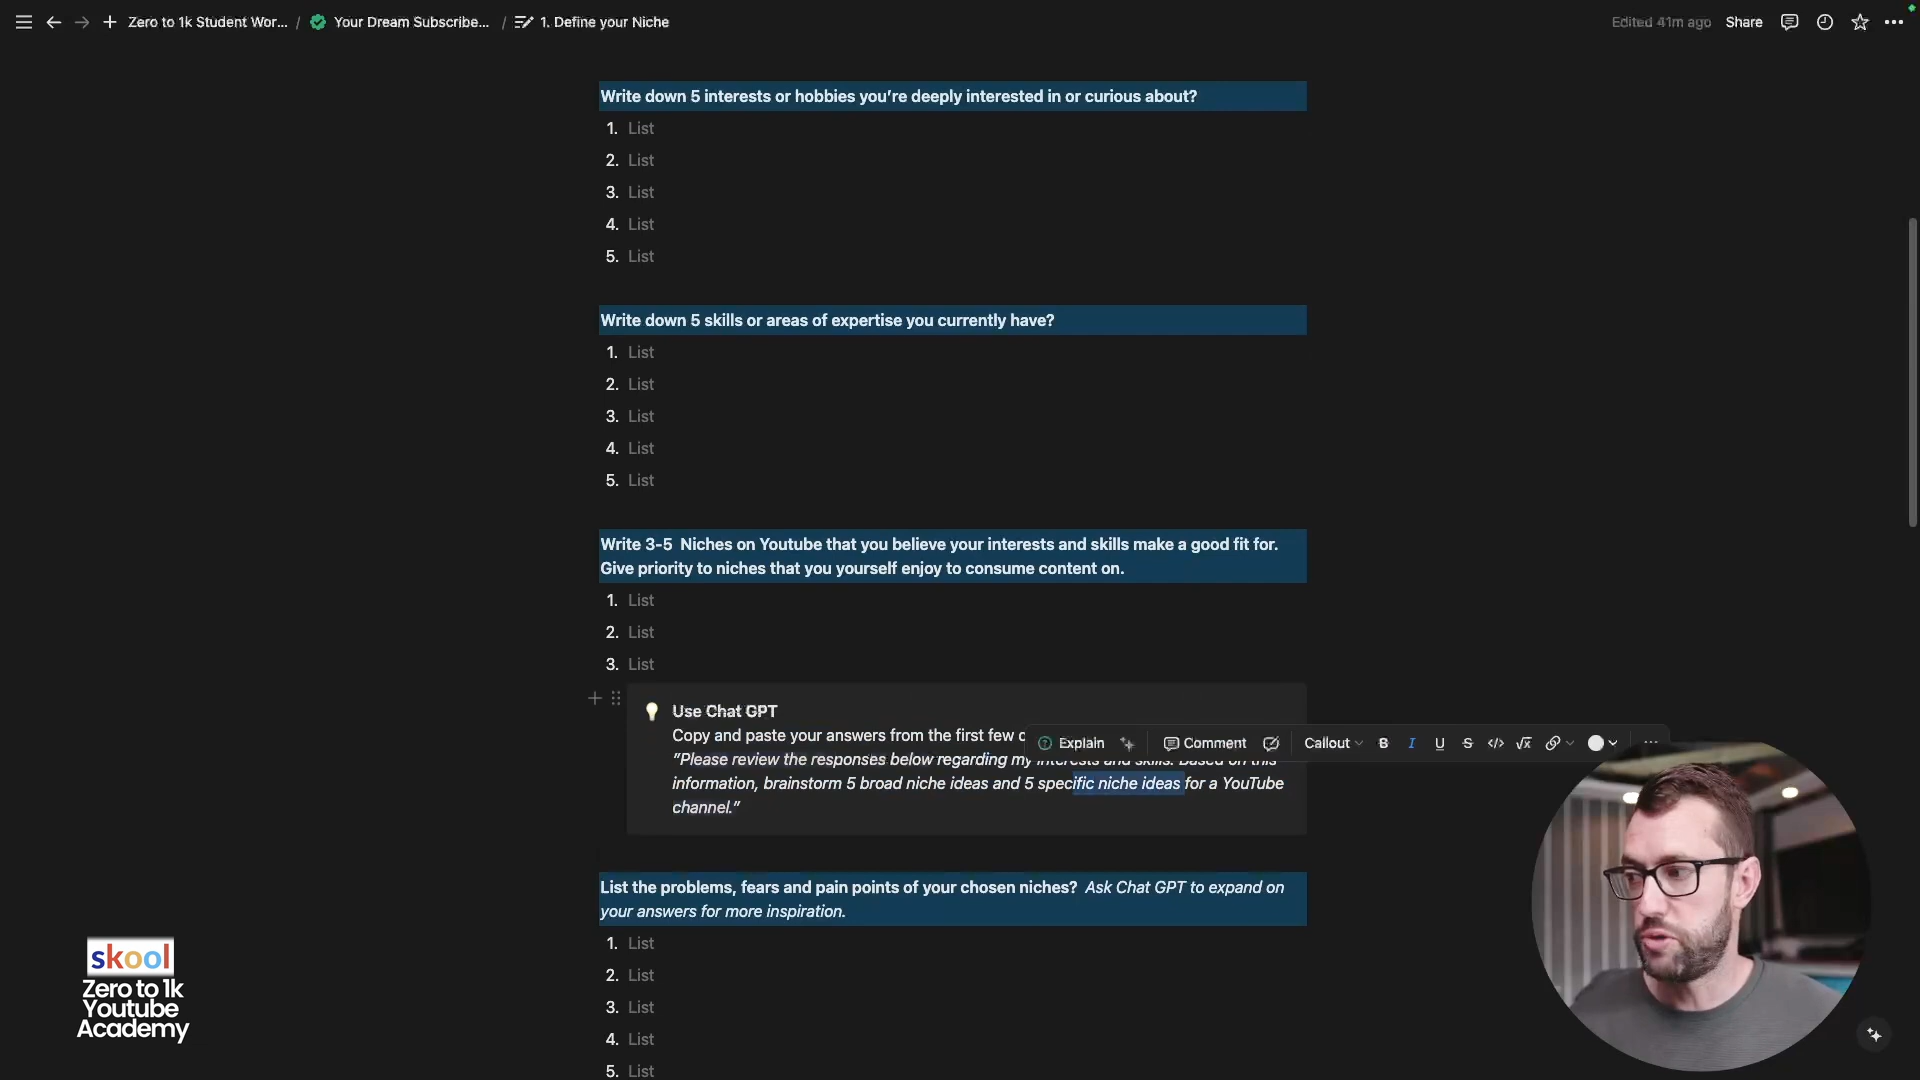 Zero to 1k Student Wor... / Your Dream Subscribe... / 1. Define your Niche
Edited 41m ago Share
Write down 5 interests or hobbies you’re deeply interested in or curious about?
1. List
2. List
3. List
4. List
5. List
Write down 5 skills or areas of expertise you currently have?
1. List
2. List
3. List
4. List
5. List
Write 3-5 Niches on Youtube that you believe your interests and skills make a good fit for.
Give priority to niches that you yourself enjoy to consume content on.
1. List
2. List
3. List
Use Chat GPT
Copy and paste your answers from the first few
Explain Comment Callout B I U S </> √x
"Please review the responses below regarding my interests and skills. Based on this
information, brainstorm 5 broad niche ideas and 5 specific niche ideas for a YouTube
channel.”
List the problems, fears and pain points of your chosen niches? Ask Chat GPT to expand on
your answers for more inspiration.
1. List
2. List
3. List
4. List
5. List
skool
Zero to 1k
Youtube
Academy